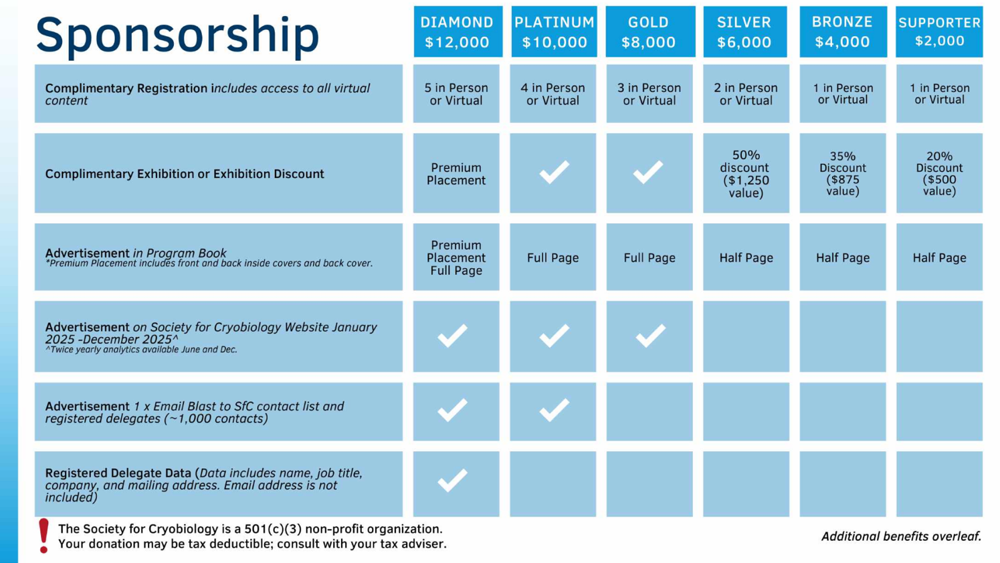 Sponsorship
DIAMOND
$12,000
PLATINUM
$10,000
GOLD
$8,000
SILVER
$6,000
BRONZE
$4,000
SUPPORTER
$2,000
Complimentary Registration includes access to all virtual
content
5 in Person
or Virtual
4 in Person
or Virtual
3 in Person
or Virtual
2 in Person
or Virtual
1 in Person
or Virtual
1 in Person
or Virtual
Complimentary Exhibition or Exhibition Discount
Premium
Placement
50%
discount
($1,250
value)
35%
Discount
($875
value)
20%
Discount
($500
value)
Advertisement in Program Book
*Premium Placement includes front and back inside covers and back cover.
Premium
Placement
Full Page
Full Page
Full Page
Half Page
Half Page
Half Page
Advertisement on Society for Cryobiology Website January
2025 -December 2025^
^Twice yearly analytics available June and Dec.
Advertisement 1 x Email Blast to SfC contact list and
registered delegates (~1,000 contacts)
Registered Delegate Data (Data includes name, job title,
company, and mailing address. Email address is not
included)
The Society for Cryobiology is a 501(c)(3) non-profit organization.
Your donation may be tax deductible; consult with your tax adviser.
Additional benefits overleaf.